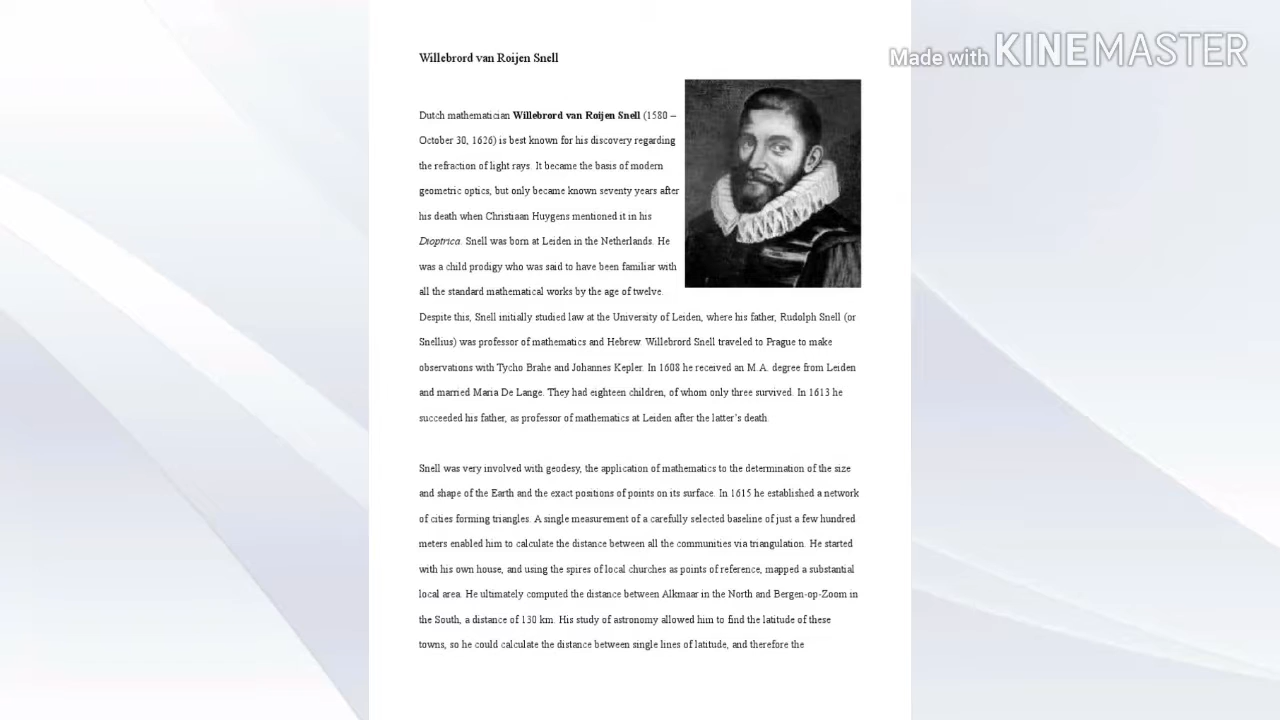 Willebrord van Roijen Snell
Made with KINEMASTER
Dutch mathematician Willebrord van Roijen Snell (1580 –
October 30, 1626) is best known for his discovery regarding
the refraction of light rays. It became the basis of modern
geometric optics, but only became known seventy years after
his death when Christiaan Huygens mentioned it in his
Dioptrica. Snell was born at Leiden in the Netherlands. He
was a child prodigy who was said to have been familiar with
all the standard mathematical works by the age of twelve.
Despite this, Snell initially studied law at the University of Leiden, where his father, Rudolph Snell (or
Snellius) was professor of mathematics and Hebrew. Willebrord Snell traveled to Prague to make
observations with Tycho Brahe and Johannes Kepler. In 1608 he received an M.A. degree from Leiden
and married Maria De Lange. They had eighteen children, of whom only three survived. In 1613 he
succeeded his father, as professor of mathematics at Leiden after the latter's death.
Snell was very involved with geodesy, the application of mathematics to the determination of the size
and shape of the Earth and the exact positions of points on its surface. In 1615 he established a network
of cities forming triangles. A single measurement of a carefully selected baseline of just a few hundred
meters enabled him to calculate the distance between all the communities via triangulation. He started
with his own house, and using the spires of local churches as points of reference, mapped a substantial
local area. He ultimately computed the distance between Alkmaar in the North and Bergen-op-Zoom in
the South, a distance of 130 km. His study of astronomy allowed him to find the latitude of these
towns, so he could calculate the distance between single lines of latitude, and therefore the